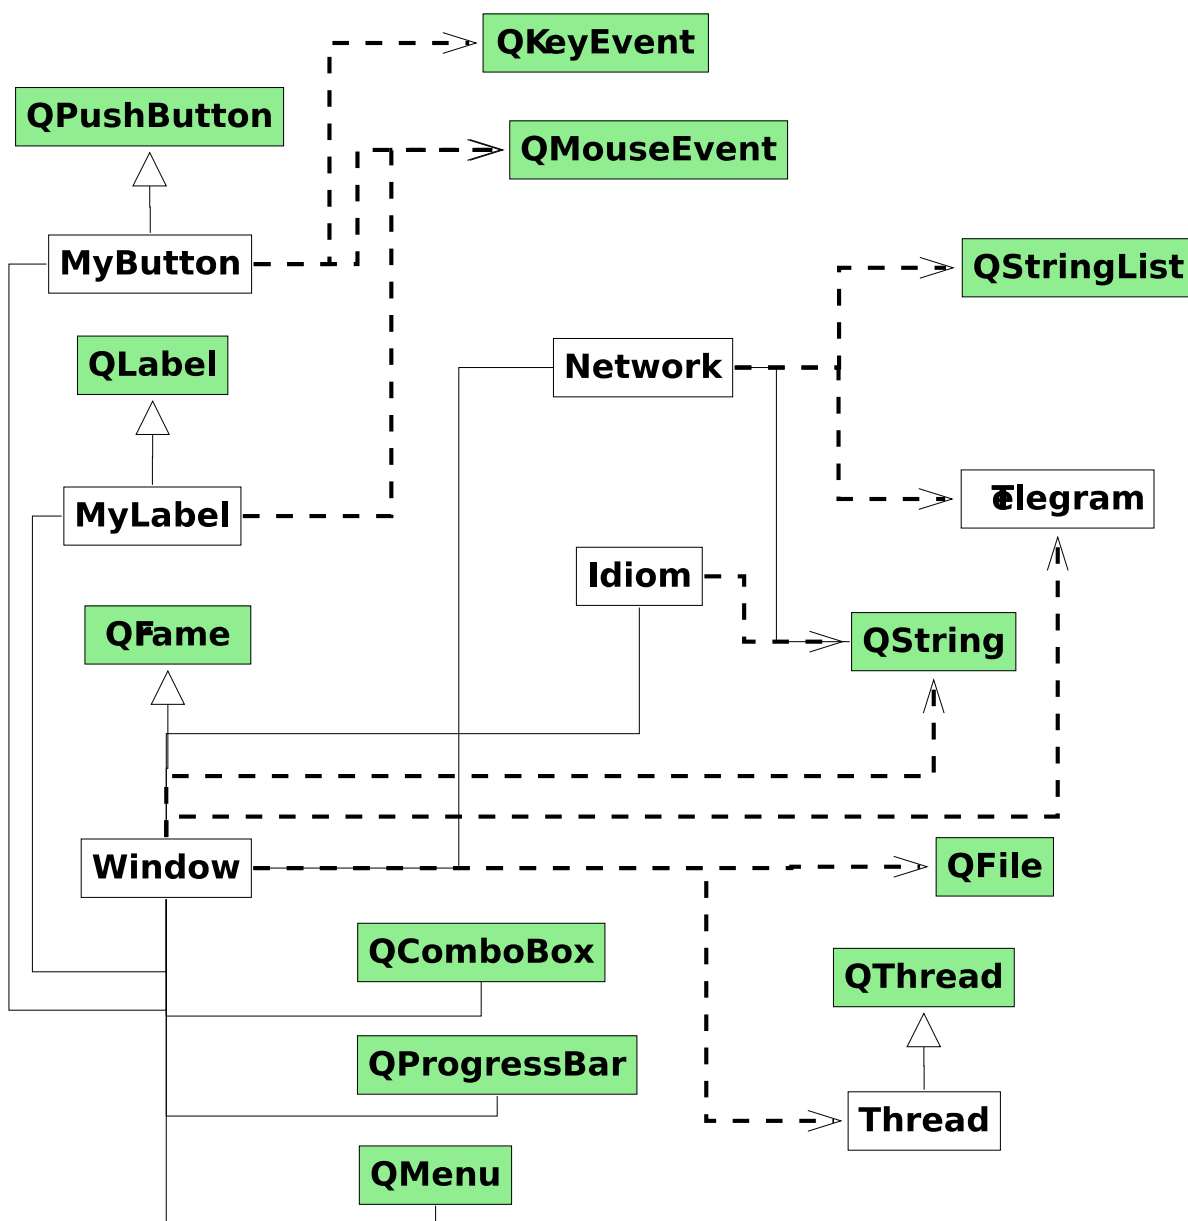 QKeyEvent
QPushButton
QMouseEvent
MyButton
QStringList
Network
QLabel
Telegram
MyLabel
Idiom
QFrame
QString
Window
QFile
QComboBox
QThread
QProgressBar
Thread
QMenu